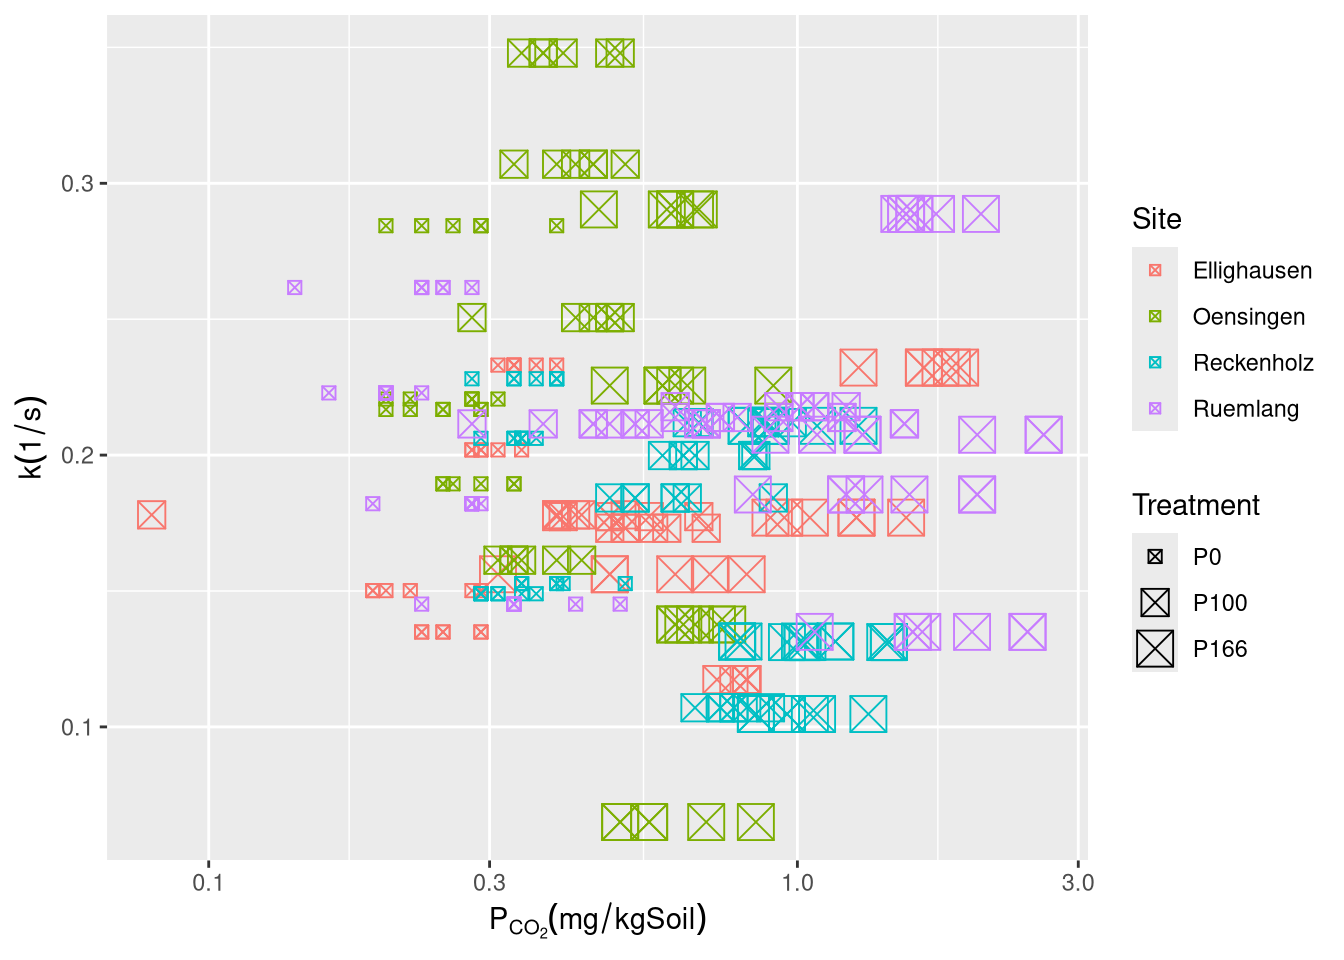 0.3
0.2
0.1
k(1/s)
0.1
0.3
1.0
3.0
P_CO₂(mg/kgSoil)
Site
Ellighausen
Oensingen
Reckenholz
Ruemlang
Treatment
P0
P100
P166